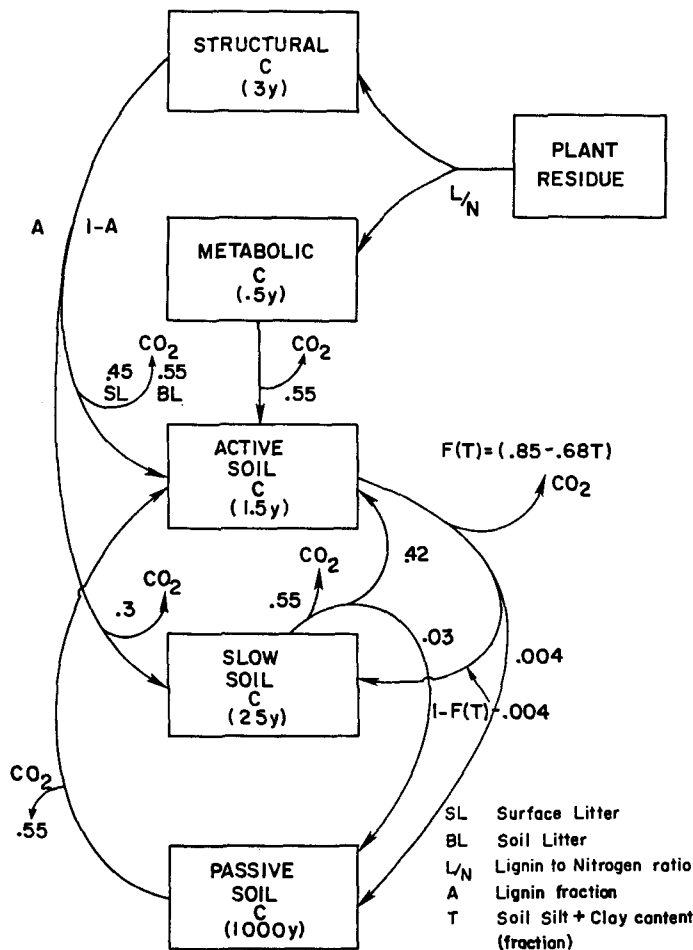 STRUCTURAL
C
(3y)
PLANT
RESIDUE
L/N
A
1-A
METABOLIC
C
(.5y)
CO2
.45
.55
SL
BL
CO2
.55
ACTIVE
SOIL
C
(1.5y)
F(T)=(.85-.68T)
CO2
.42
CO2
.55
CO2
.3
.03
.004
SLOW
SOIL
C
(25y)
1-F(T)-.004
CO2
.55
PASSIVE
SOIL
C
(1000y)
SL Surface Litter
BL Soil Litter
L/N Lignin to Nitrogen ratio
A Lignin fraction
T Soil Silt + Clay content
(fraction)